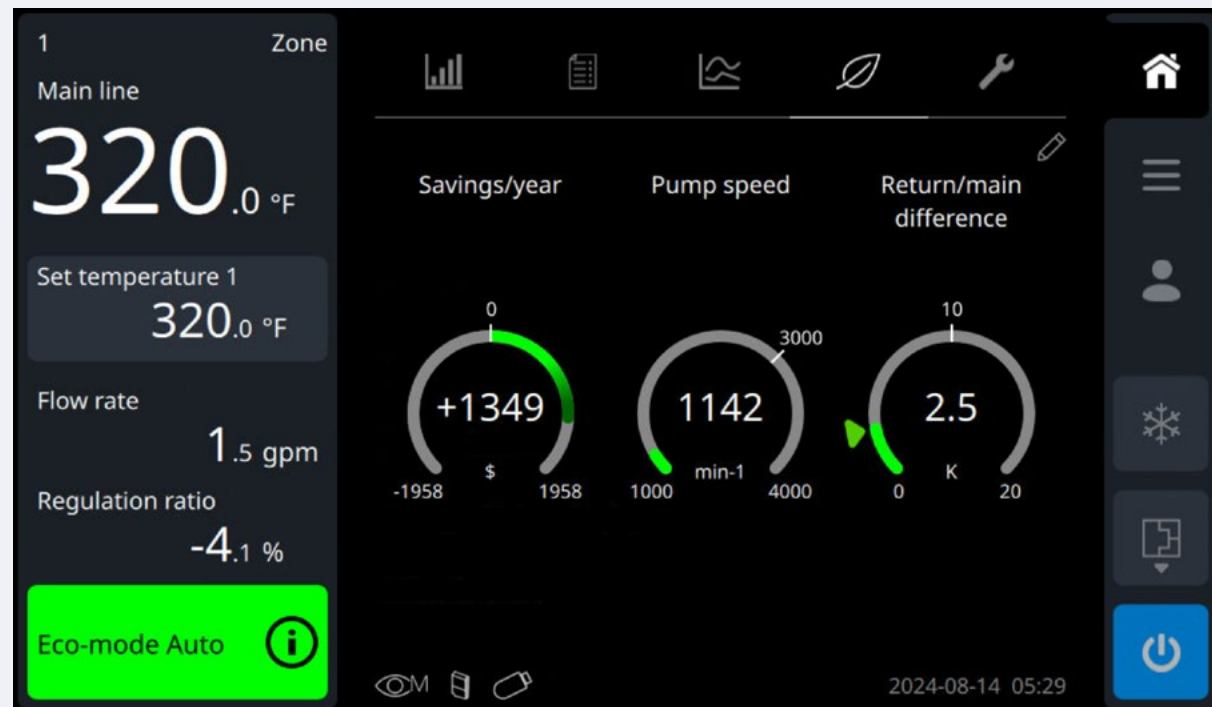 1 Zone
Main line
320.0 °F
Set temperature 1
320.0 °F
Flow rate
1.5 gpm
Regulation ratio
-4.1 %
Eco-mode Auto
i
Savings/year
0
+1349
$
-1958 1958
Pump speed
3000
1142
min-1
1000 4000
Return/main
difference
10
2.5
K
0 20
M
2024-08-14 05:29